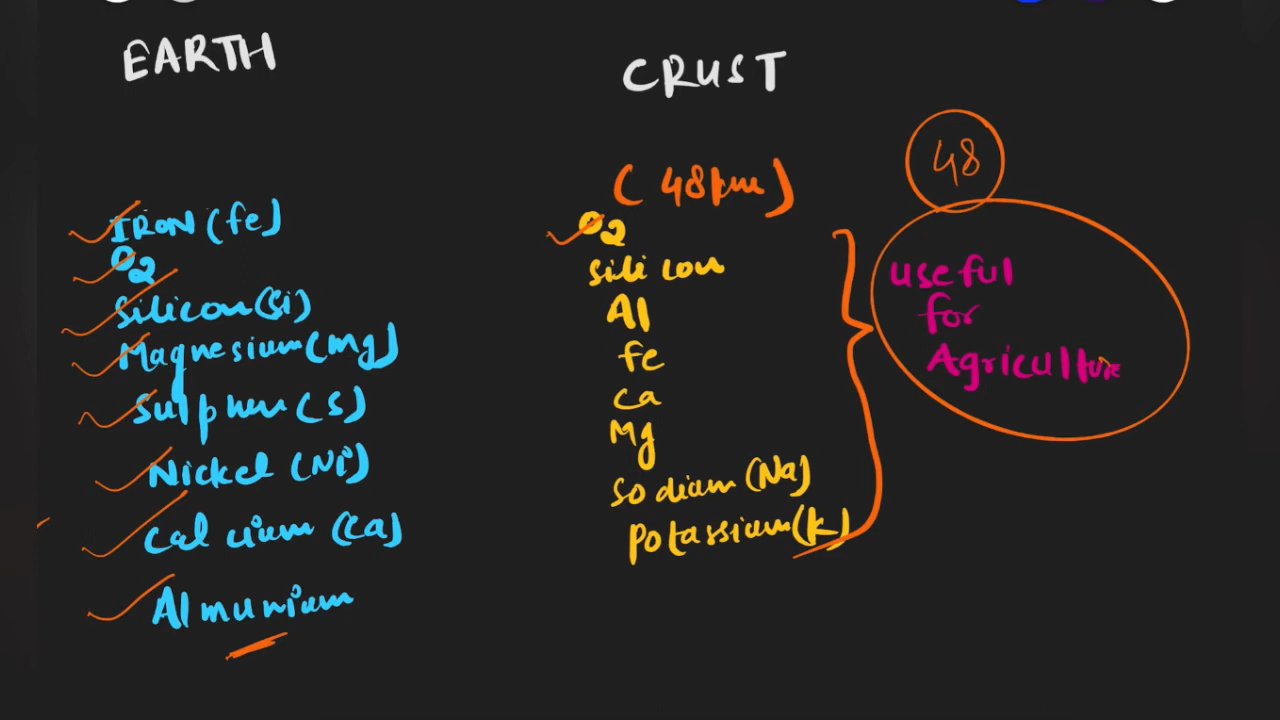 EARTH
IRON (fe)
O2
Silicon (Si)
Magnesium (mg)
Sulpher (S)
Nickel (Ni)
Calcium (Ca)
Almunium
CRUST
(48km)
O2
Silicon
Al
fe
Ca
Mg
Sodium (Na)
Potassium (k)
48
Useful
for
Agriculture